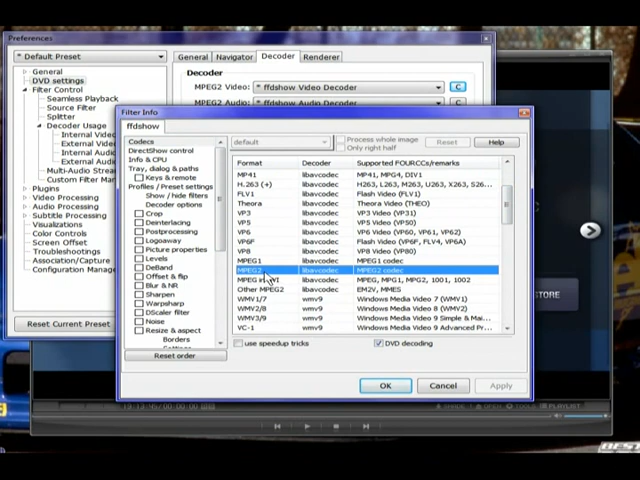 Preferences
* Default Preset
General Navigator Decoder Renderer
General
DVD settings
Filter Control
Seamless Playback
Source Filter
Splitter
Decoder Usage
Internal Video
External Video
Internal Audio
External Audio
Multi-Audio Strea
Custom Filter Man
Plugins
Video Processing
Audio Processing
Subtitle Processing
Visualizations
Color Controls
Screen Offset
Troubleshooting
Association/Capture
Configuration Manag
Reset Current Preset
Decoder
MPEG2 Video: * ffdshow Video Decoder C
MPEG2 Audio: * ffdshow Audio Decoder C
Filter Info
ffdshow
Codecs
DirectShow control
Info & CPU
Tray, dialog & paths
Keys & remote
Profiles / Preset settings
Show / hide filters
Decoder options
Crop
Deinterlacing
Postprocessing
Logoaway
Picture properties
Levels
DeBand
Offset & flip
Blur & NR
Sharpen
Warpsharp
DScaler filter
Noise
Resize & aspect
Borders
Settings
Reset order
default Process whole image Reset Help
Only right half
Format Decoder Supported FOURCCs/remarks
MP41 libavcodec MP41, MPG4, DIV1
H.263 (+) libavcodec H263, L263, M263, U263, X263, S26...
FLV1 libavcodec Flash Video (FLV1)
Theora libavcodec Theora Video (THEO)
VP3 libavcodec VP3 Video (VP31)
VP5 libavcodec VP5 Video (VP50)
VP6 libavcodec VP6 Video (VP60, VP61, VP62)
VP6F libavcodec Flash Video (VP6F, FLV4, VP6A)
VP8 libavcodec VP8 Video (VP80)
MPEG1 libavcodec MPEG1 codec
MPEG2 libavcodec MPEG2 codec
MPEG in AVI libavcodec MPEG, MPG1, MPG2, 1001, 1002
Other MPEG2 libavcodec EM2V, MMES
WMV1/7 wmv9 Windows Media Video 7 (WMV1)
WMV2/8 wmv9 Windows Media Video 8 (WMV2)
WMV3/9 wmv9 Windows Media Video 9 Simple & Mai...
VC-1 wmv9 Windows Media Video 9 Advanced Pr...
use speedup tricks DVD decoding
OK Cancel Apply
STORE
SHARE OPEN TOOLS PLAYLIST